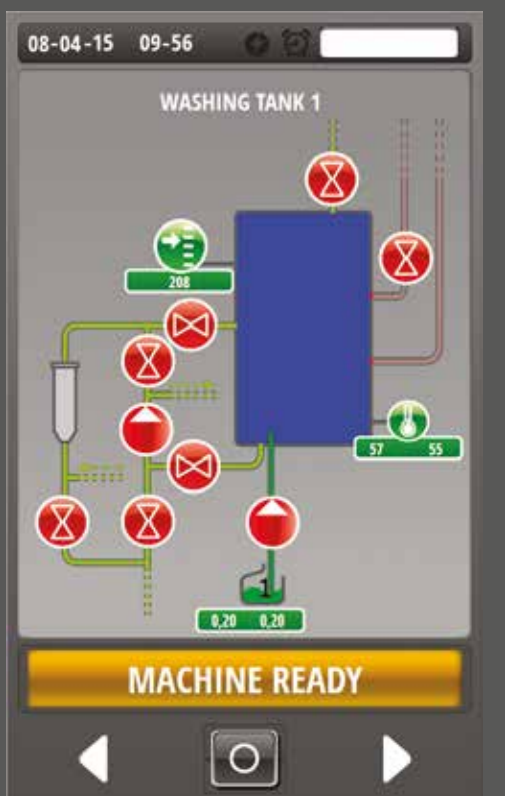 08-04-15 09-56
WASHING TANK 1
208
57 55
1
0,20 0,20
MACHINE READY